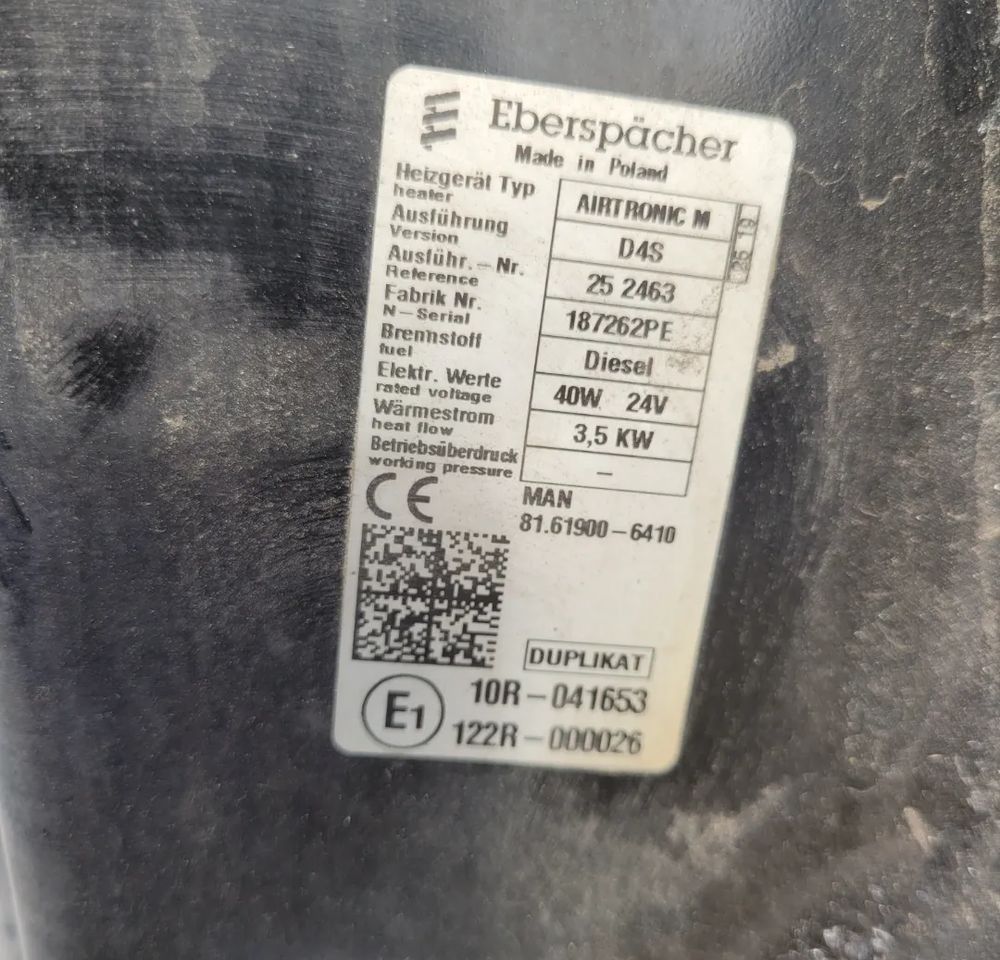 Eberspächer
Made in Poland
Heizgerät Typ
heater
AIRTRONIC M
Ausführung
Version
D4S
26 19
Ausführ.-Nr.
Reference
25 2463
Fabrik Nr.
N-Serial
187262PE
Brennstoff
fuel
Diesel
Elektr. Werte
rated voltage
40W 24V
Wärmestrom
heat flow
3,5 KW
Betriebsüberdruck
working pressure
–
CE
MAN
81.61900-6410
DUPLIKAT
E1
10R-041653
122R-000026